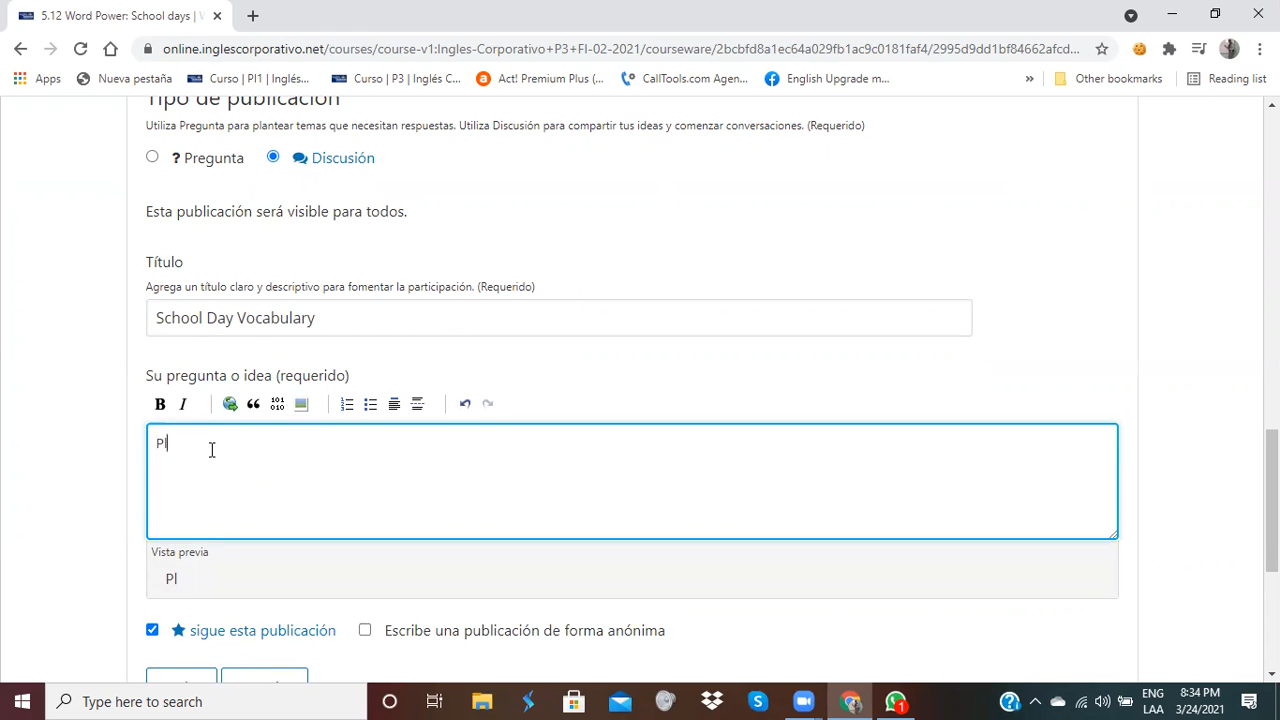 5.12 Word Power: School days |
online.inglescorporativo.net/courses/course-v1:Ingles-Corporativo+P3+FI-02-2021/courseware/2bcbfd8a1ec64a029fb1ac9c0181faf4/2995d9dd1bf84662afcd...
Apps Nueva pestaña Curso | PI1 | Inglés... Curso | P3 | Inglés C... Act! Premium Plus (... CallTools.com Agen... English Upgrade m... » Other bookmarks Reading list
Tipo de publicación
Utiliza Pregunta para plantear temas que necesitan respuestas. Utiliza Discusión para compartir tus ideas y comenzar conversaciones. (Requerido)
? Pregunta Discusión
Esta publicación será visible para todos.
Título
Agrega un título claro y descriptivo para fomentar la participación. (Requerido)
School Day Vocabulary
Su pregunta o idea (requerido)
B I
Pl
Vista previa
Pl
sigue esta publicación Escribe una publicación de forma anónima
Type here to search
ENG 8:34 PM
LAA 3/24/2021